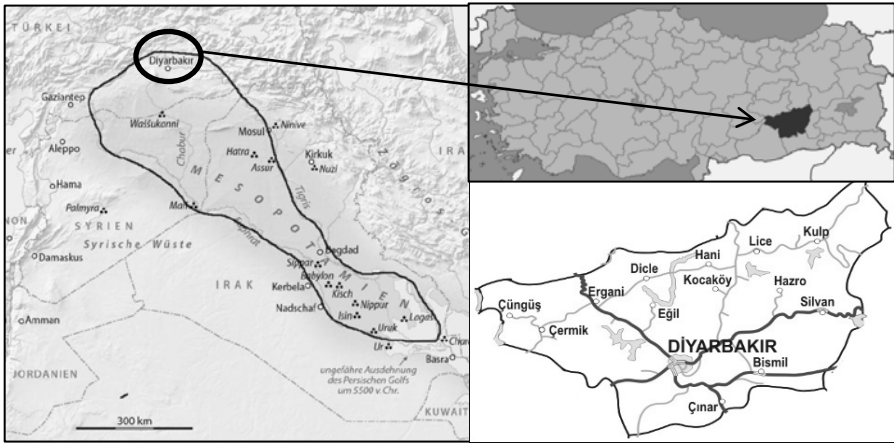 TÜRKEI
Diyarbakır
Gaziantep
Waššukanni
Aleppo
Chabur
Mosul
Ninive
Hatra
Assur
Kirkuk
Nuzi
Hama
Palmyra
SYRIEN
Syrische Wüste
Mari
MESOPOTAMIEN
Tigris
Damaskus
Bagdad
Sippar
Babylon
Kisch
Kerbela
IRAK
Nadschaf
Nippur
Isin
Lagas
Uruk
Ur
Amman
Basra
ungefähre Ausdehnung
des Persischen Golfs
um 5500 v. Chr.
JORDANIEN
KUWAIT
300 km
Kulp
Lice
Hani
Dicle
Kocaköy
Hazro
Ergani
Eğil
Silvan
Çüngüş
Çermik
DİYARBAKIR
Bismil
Çınar